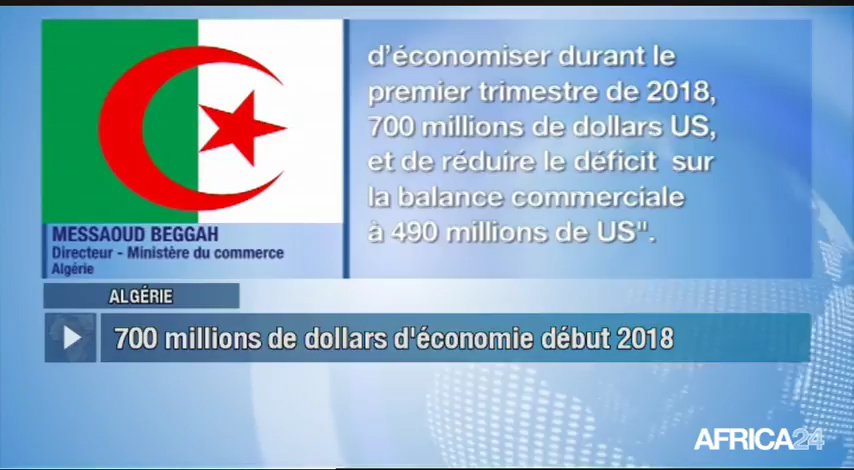 d'économiser durant le
premier trimestre de 2018,
700 millions de dollars US,
et de réduire le déficit sur
la balance commerciale
à 490 millions de US".
MESSAOUD BEGGAH
Directeur - Ministère du commerce
Algérie
ALGÉRIE
700 millions de dollars d'économie début 2018
AFRICA24